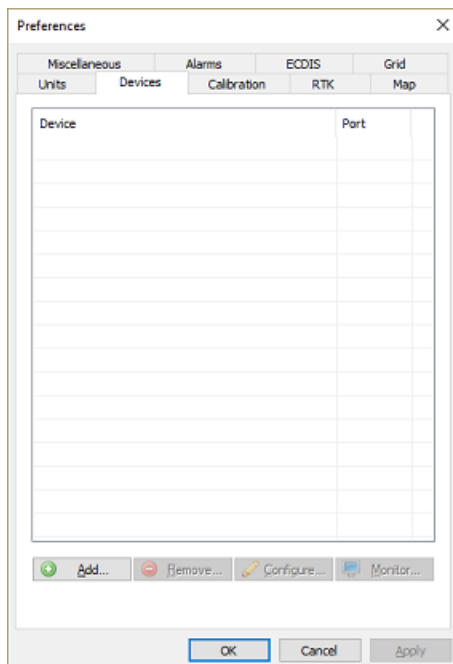 Preferences
Miscellaneous Alarms ECDIS Grid
Units Devices Calibration RTK Map
Device Port
Add... Remove... Configure... Monitor...
OK Cancel Apply